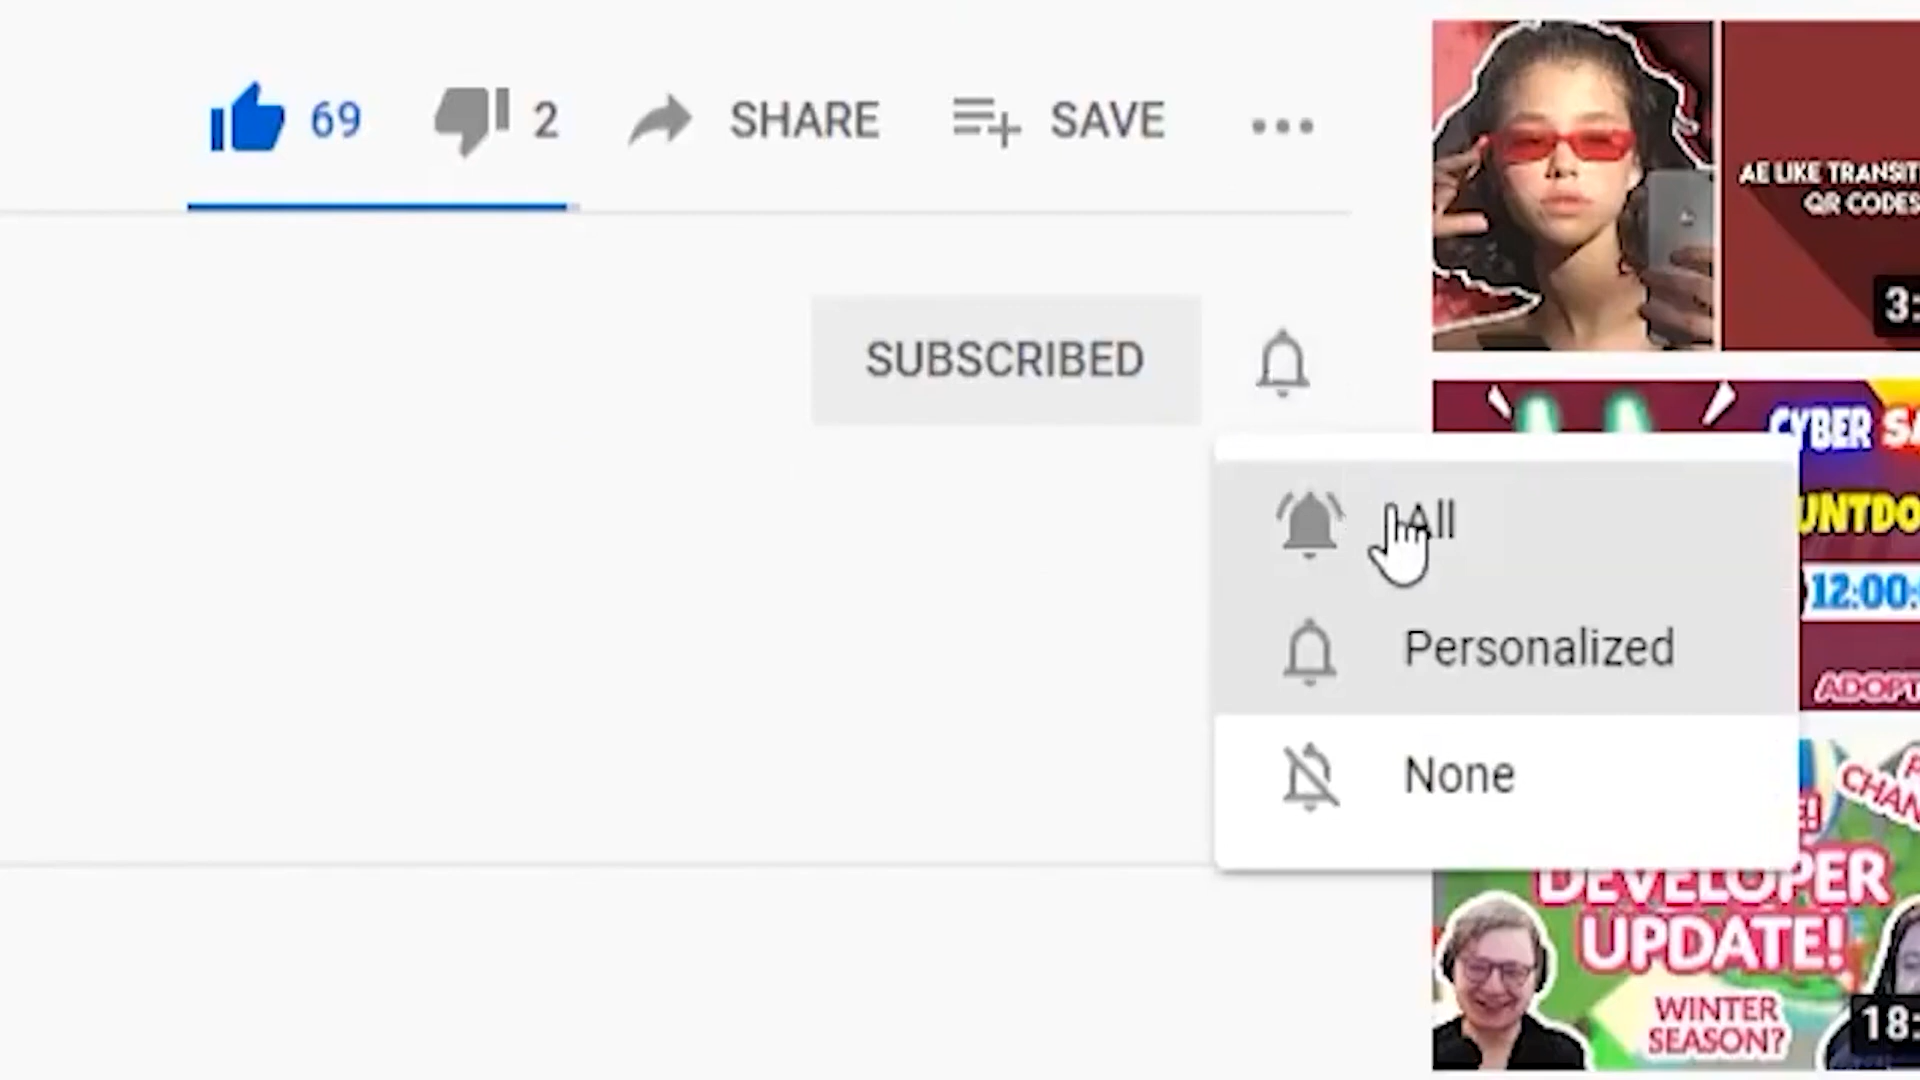 69 2 SHARE SAVE
SUBSCRIBED
All
Personalized
None
AE LIKE TRANSIT
QR CODES
3:
CYBER SA
UNTDO
12:00:
ADOPT
CHAN
DEVELOPER
UPDATE!
WINTER
SEASON?
18: